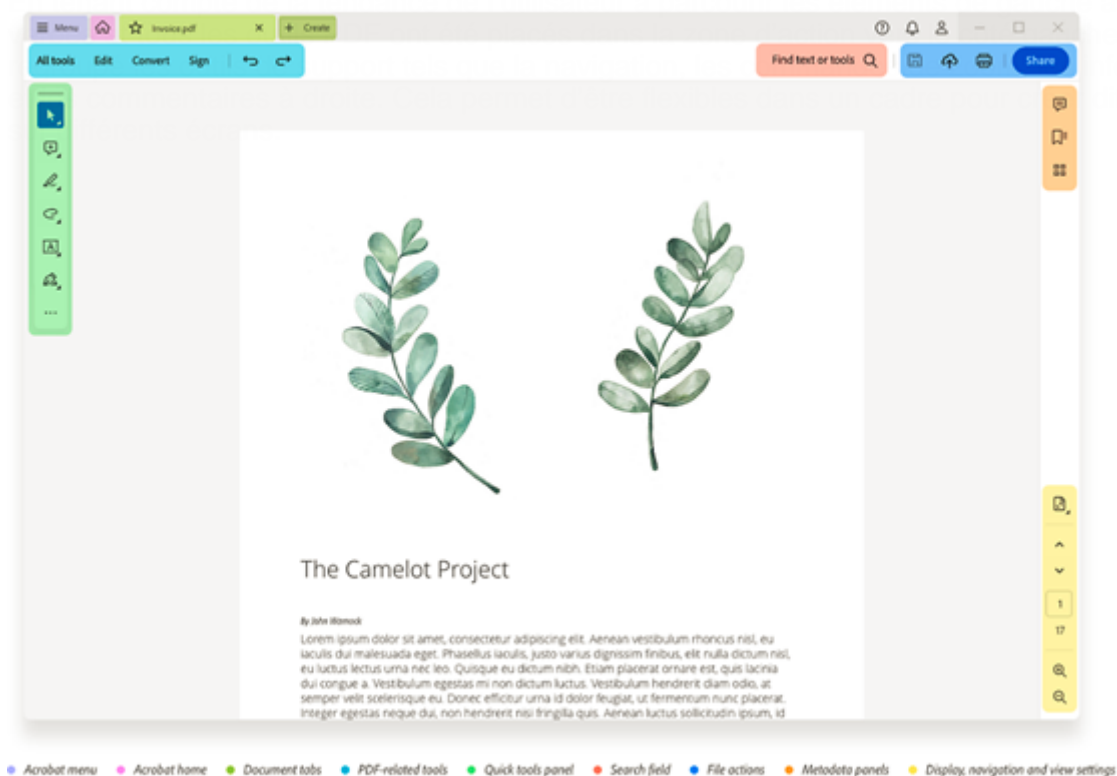 Menu
Invoice.pdf
Create
All tools Edit Convert Sign
Find text or tools
Share
1
17
The Camelot Project
By John Warnock
Lorem ipsum dolor sit amet, consectetur adipiscing elit. Aenean vestibulum rhoncus nisl, eu
iaculis dui malesuada eget. Phasellus iaculis, justo varius dignissim finibus, elit nulla dictum nisl,
eu luctus lectus urna nec leo. Quisque eu dictum nibh. Etiam placerat ornare est, quis lacinia
dui congue a. Vestibulum egestas mi non dictum luctus. Vestibulum hendrerit diam odio, at
semper velit scelerisque eu. Donec efficitur urna id dolor feugiat, ut fermentum nunc placerat.
Integer egestas neque dui, non hendrerit nisi fringilla quis. Aenean luctus sollicitudin ipsum, id
Acrobat menu Acrobat home Document tabs PDF-related tools Quick tools panel Search field File actions Metadata panels Display, navigation and view settings